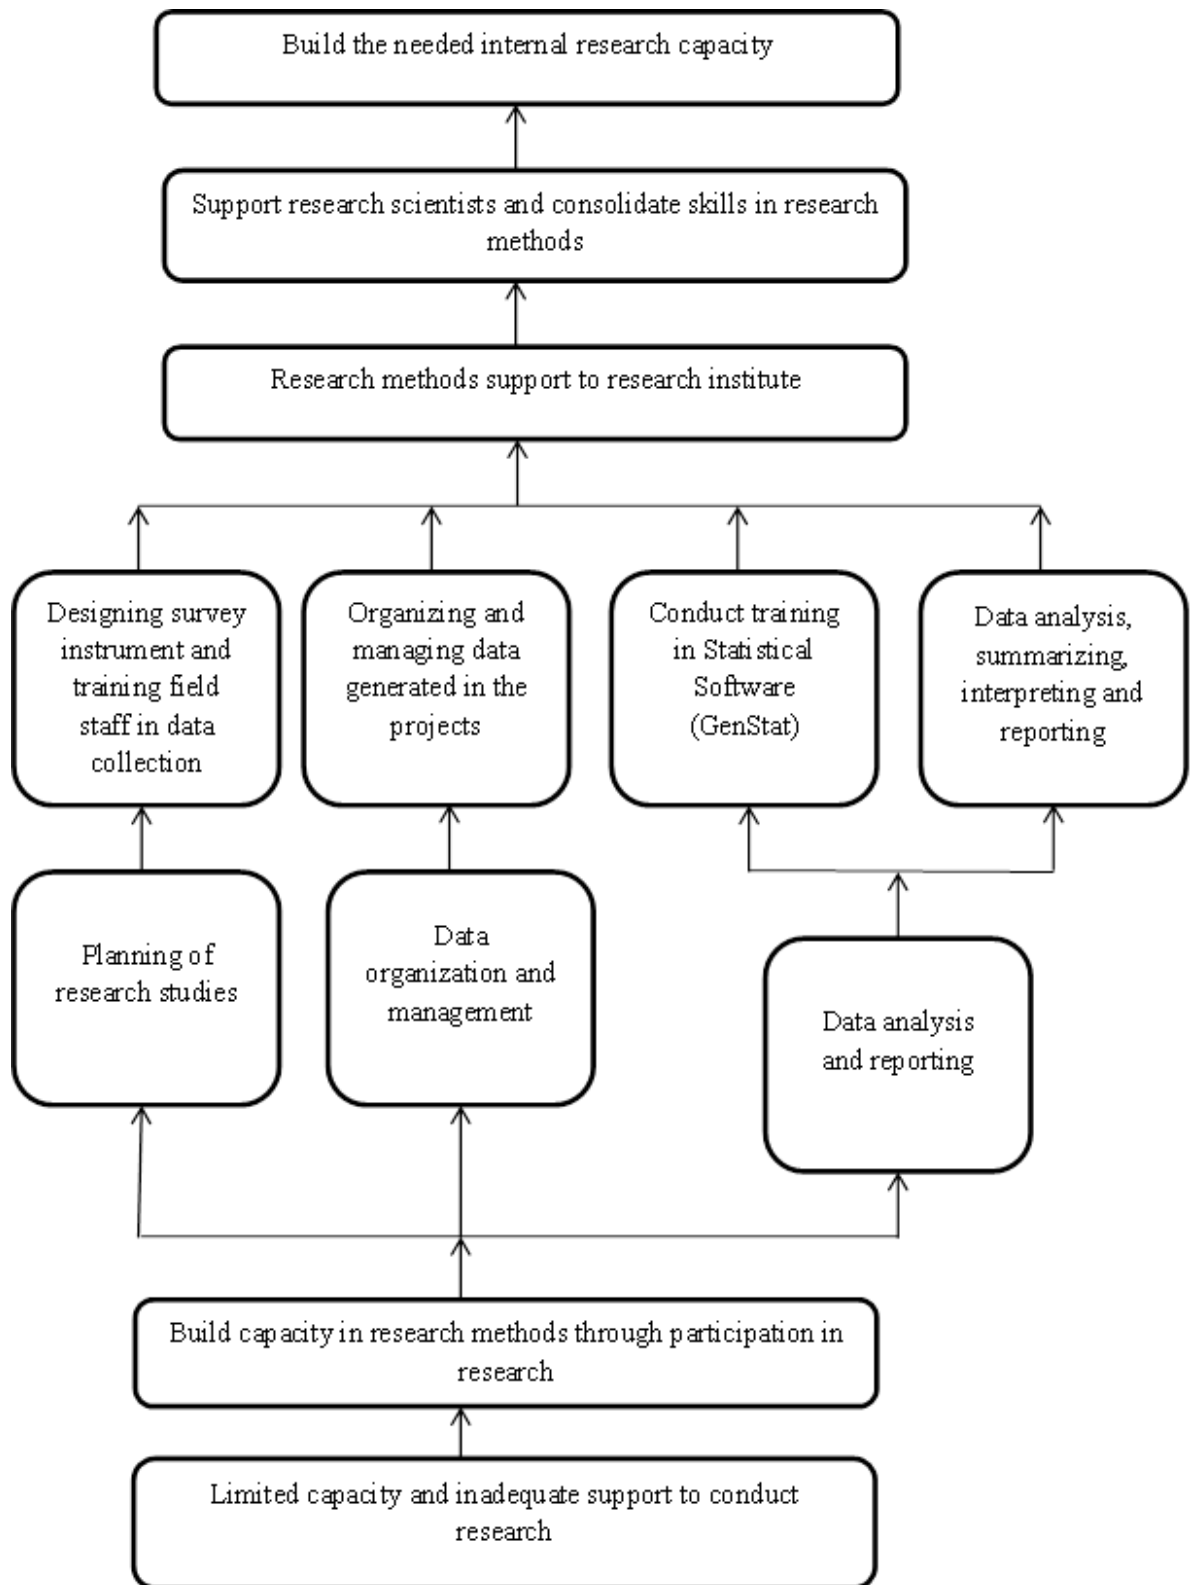 Build the needed internal research capacity
Support research scientists and consolidate skills in research
methods
Research methods support to research institute
Designing survey
instrument and
training field
staff in data
collection
Organizing and
managing data
generated in the
projects
Conduct training
in Statistical
Software
(GenStat)
Data analysis,
summarizing,
interpreting and
reporting
Planning of
research studies
Data
organization and
management
Data analysis
and reporting
Build capacity in research methods through participation in
research
Limited capacity and inadequate support to conduct
research